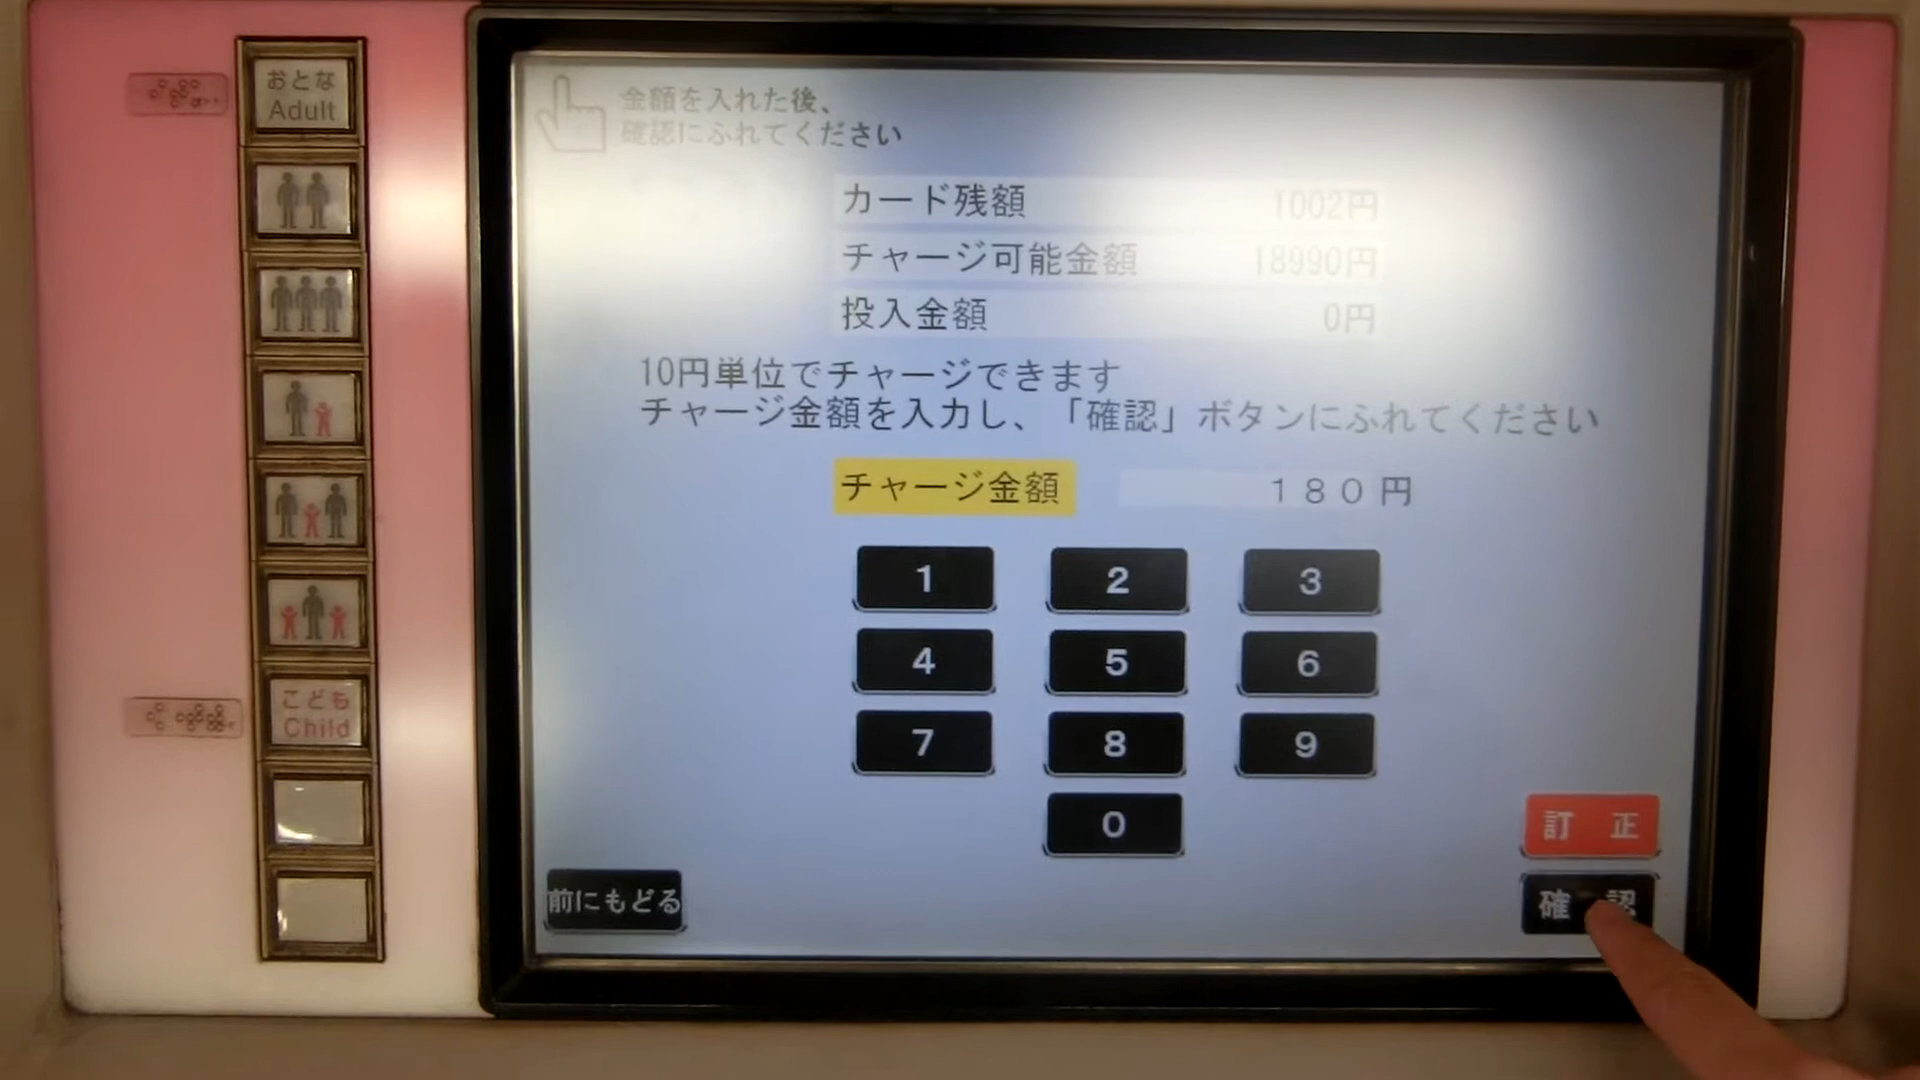 おとな
Adult
こども
Child
金額を入れた後、
確認にふれてください
カード残額 1002円
チャージ可能金額 18990円
投入金額 0円
10円単位でチャージできます
チャージ金額を入力し、「確認」ボタンにふれてください
チャージ金額 180円
1 2 3
4 5 6
7 8 9
0
訂正
前にもどる
確認